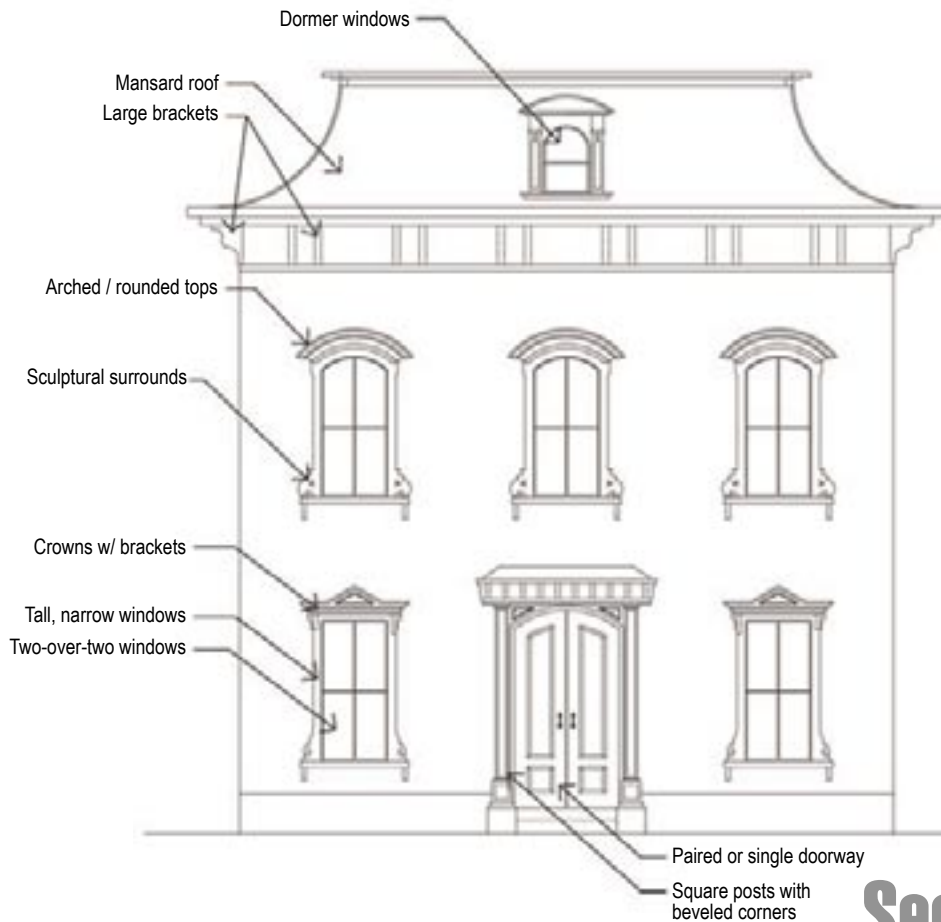 Dormer windows
Mansard roof
Large brackets
Arched / rounded tops
Sculptural surrounds
Crowns w/ brackets
Tall, narrow windows
Two-over-two windows
Paired or single doorway
Square posts with
beveled corners